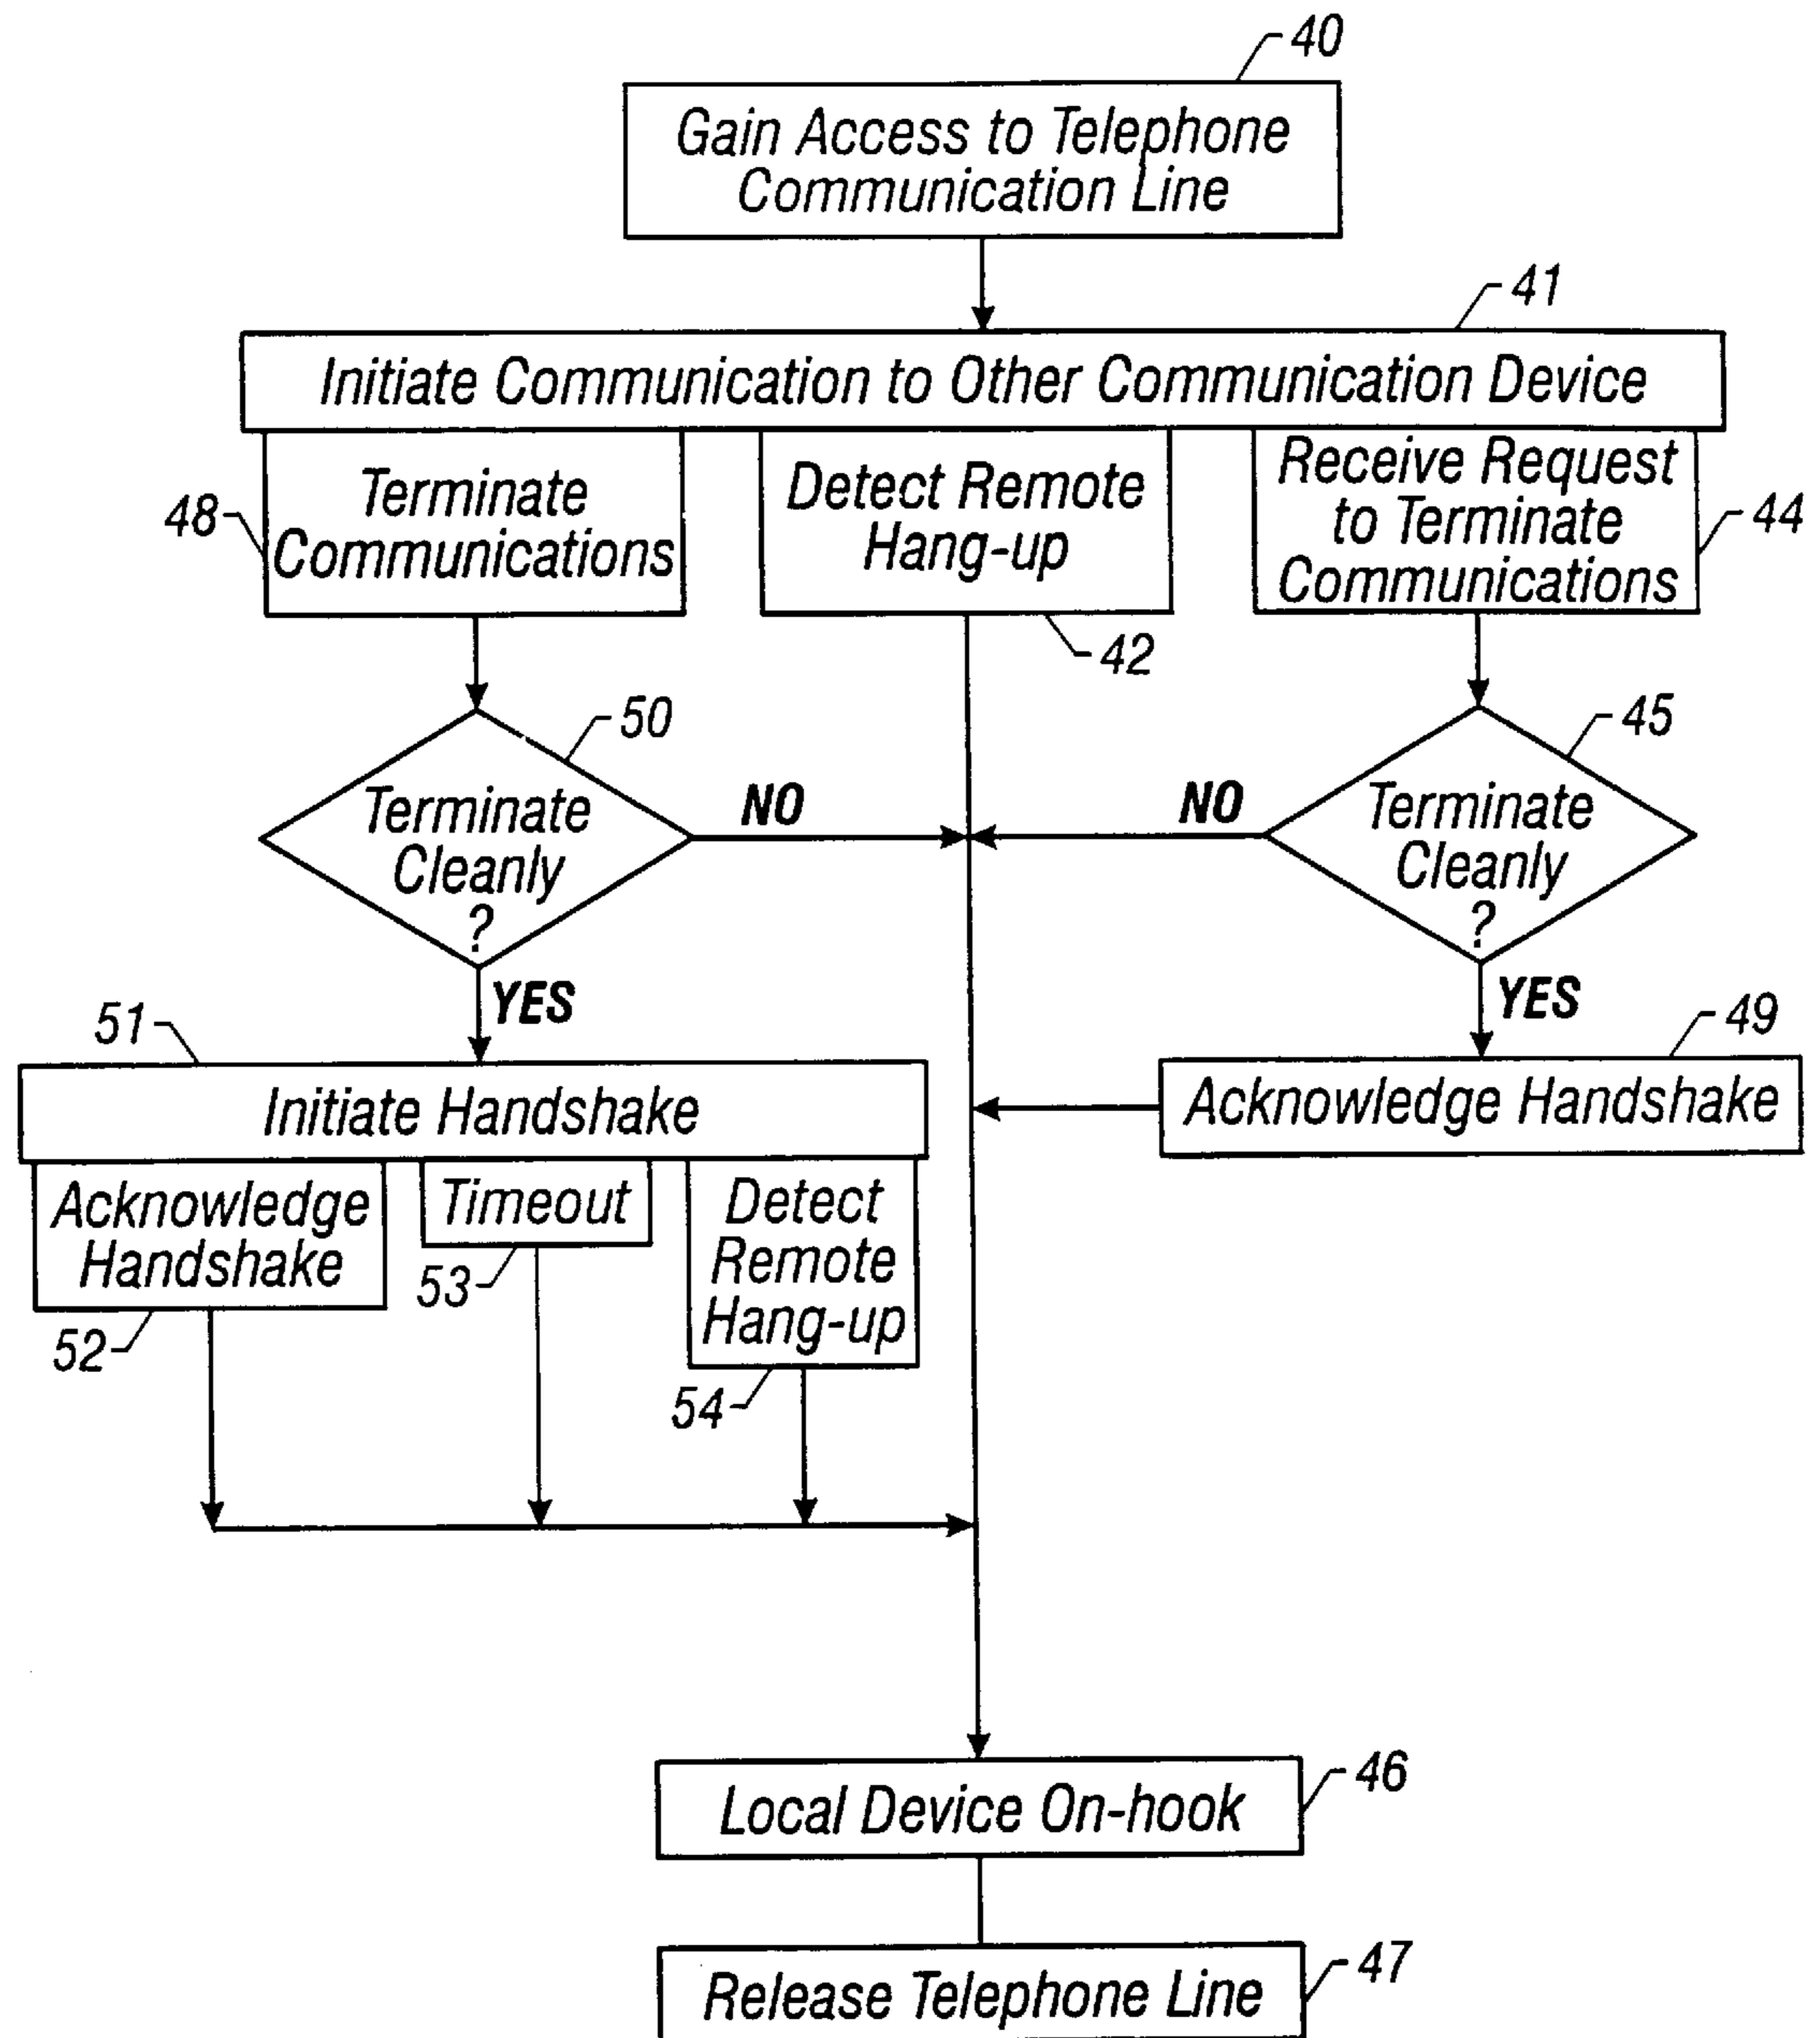 40
Gain Access to Telephone
Communication Line
41
Initiate Communication to Other Communication Device
48
Terminate
Communications
Detect Remote
Hang-up
42
Receive Request
to Terminate
Communications
44
50
Terminate
Cleanly
?
NO
YES
45
Terminate
Cleanly
?
NO
YES
51
Initiate Handshake
49
Acknowledge Handshake
Acknowledge
Handshake
52
Timeout
53
Detect
Remote
Hang-up
54
Local Device On-hook
46
Release Telephone Line
47